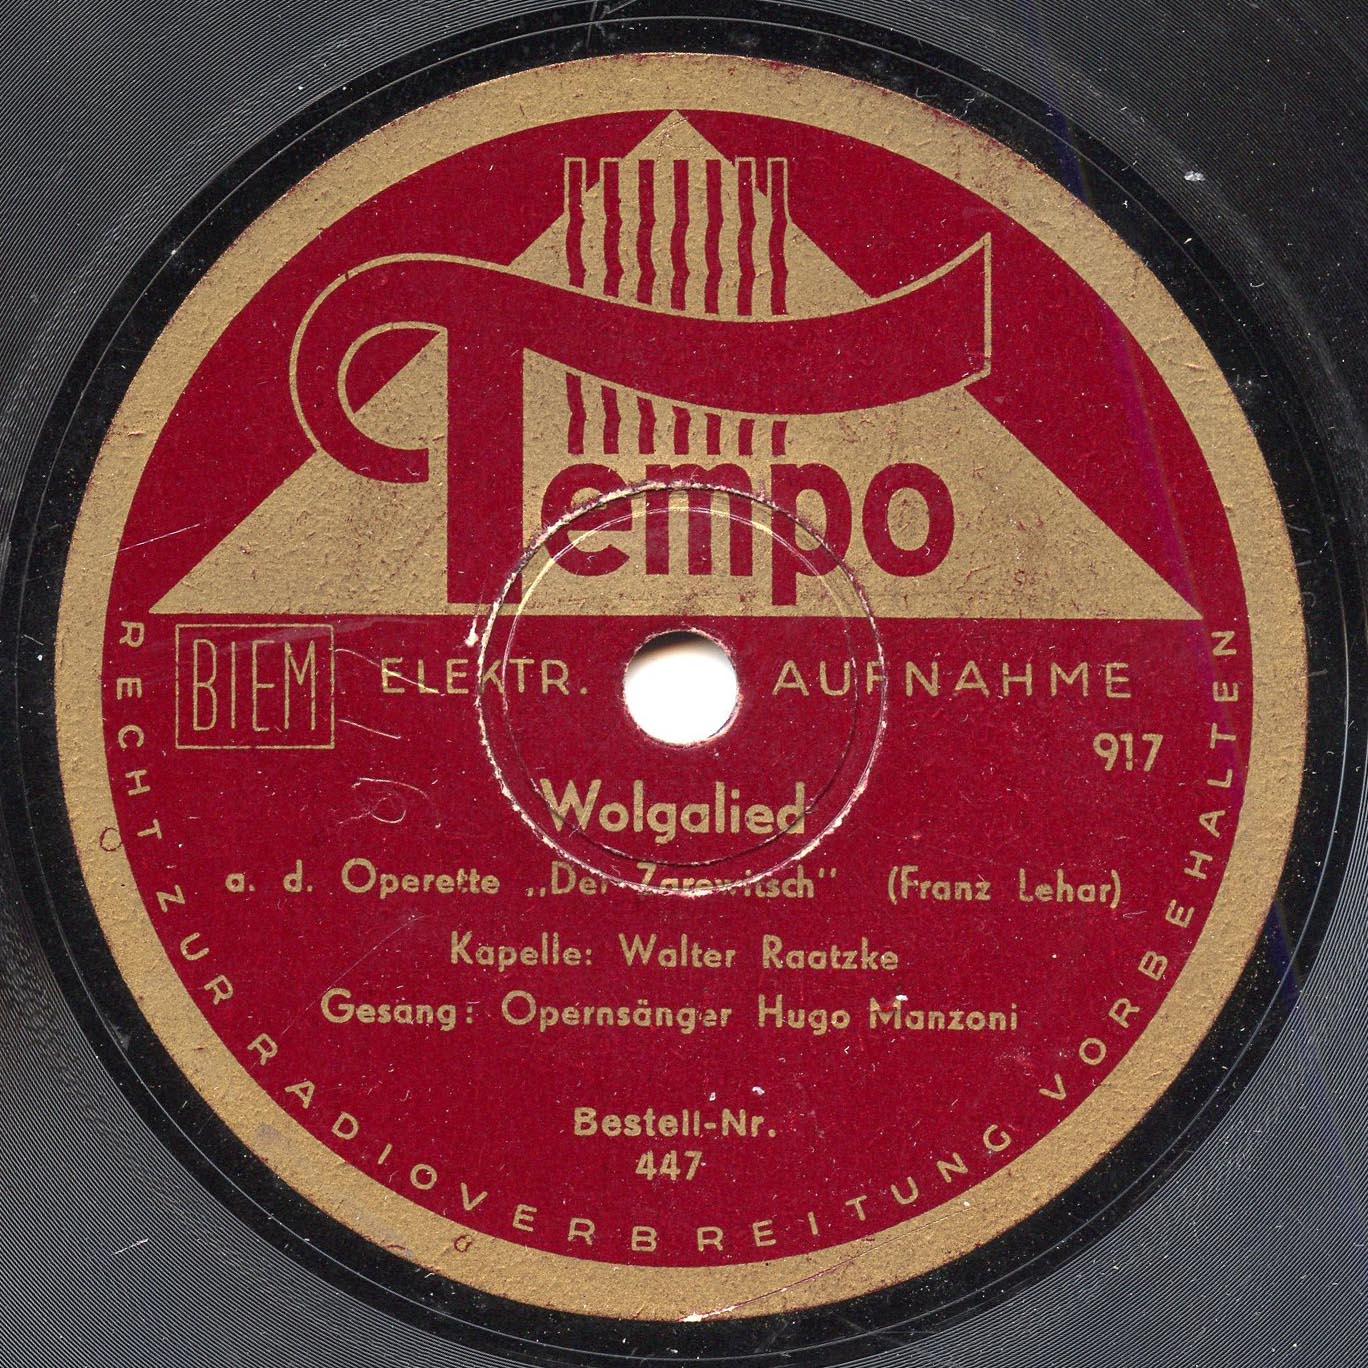 Tempo
BIEM
ELEKTR. AUFNAHME
917
Wolgalied
a. d. Operette „Der Zarewitsch“ (Franz Lehar)
Kapelle: Walter Raatzke
Gesang: Opernsänger Hugo Manzoni
Bestell-Nr.
447
RECHT ZUR RADIOVERBREITUNG VORBEHALTEN